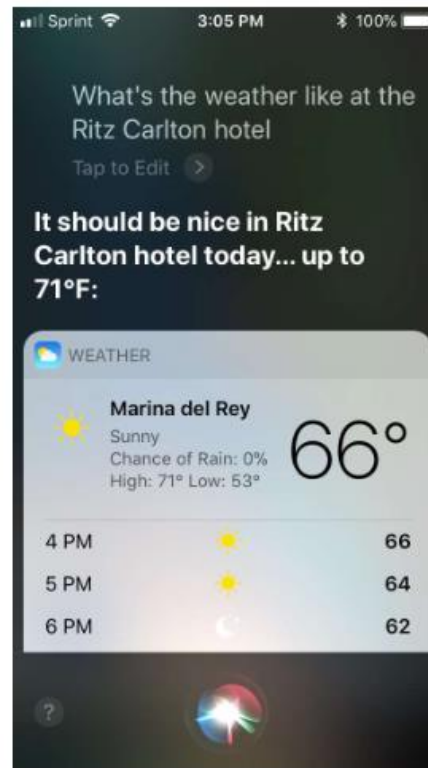 Sprint 3:05 PM 100%
What's the weather like at the
Ritz Carlton hotel
Tap to Edit >
It should be nice in Ritz
Carlton hotel today... up to
71°F:
WEATHER
Marina del Rey
Sunny
Chance of Rain: 0%
High: 71° Low: 53°
66°
4 PM 66
5 PM 64
6 PM 62
?